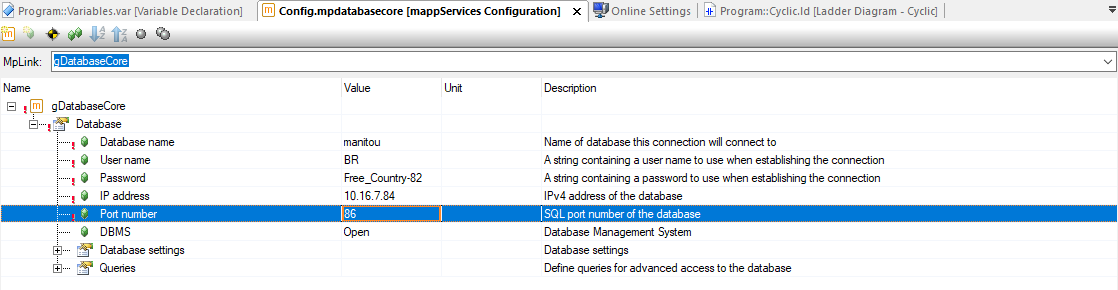 Program::Variables.var [Variable Declaration] Config.mpdatabasecore [mappServices Configuration] Online Settings Program::Cyclic.ld [Ladder Diagram - Cyclic]
MpLink: gDatabaseCore
Name Value Unit Description
gDatabaseCore
Database
Database name manitou Name of database this connection will connect to
User name BR A string containing a user name to use when establishing the connection
Password Free_Country-82 A string containing a password to use when establishing the connection
IP address 10.16.7.84 IPv4 address of the database
Port number 86 SQL port number of the database
DBMS Open Database Management System
Database settings Database settings
Queries Define queries for advanced access to the database